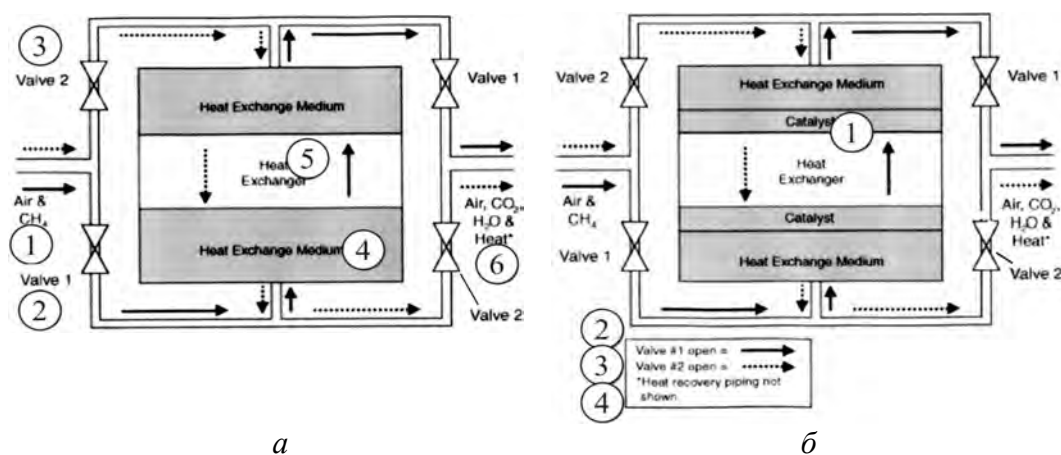 3
Valve 2
Valve 1
Heat Exchange Medium
5
Heat
Exchanger
Air &
CH₄
1
Air, CO₂,
H₂O &
Heat*
6
Heat Exchange Medium
4
Valve 1
2
Valve 2
а
Valve 2
Valve 1
Heat Exchange Medium
Catalyst
1
Heat
Exchanger
Air &
CH₄
Air, CO₂,
H₂O &
Heat*
Catalyst
Valve 1
Heat Exchange Medium
Valve 2
2
Valve #1 open =
3
Valve #2 open =
4
*Heat recovery piping not
shown
б